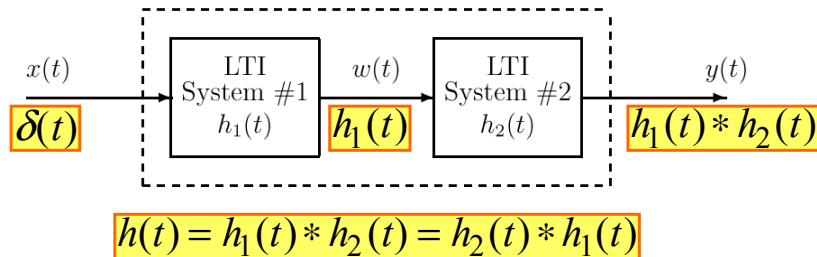 x(t) LTI w(t) LTI y(t)
System #1 System #2
δ(t) h₁(t) h₁(t) h₂(t) h₁(t) * h₂(t)
h(t) = h₁(t) * h₂(t) = h₂(t) * h₁(t)